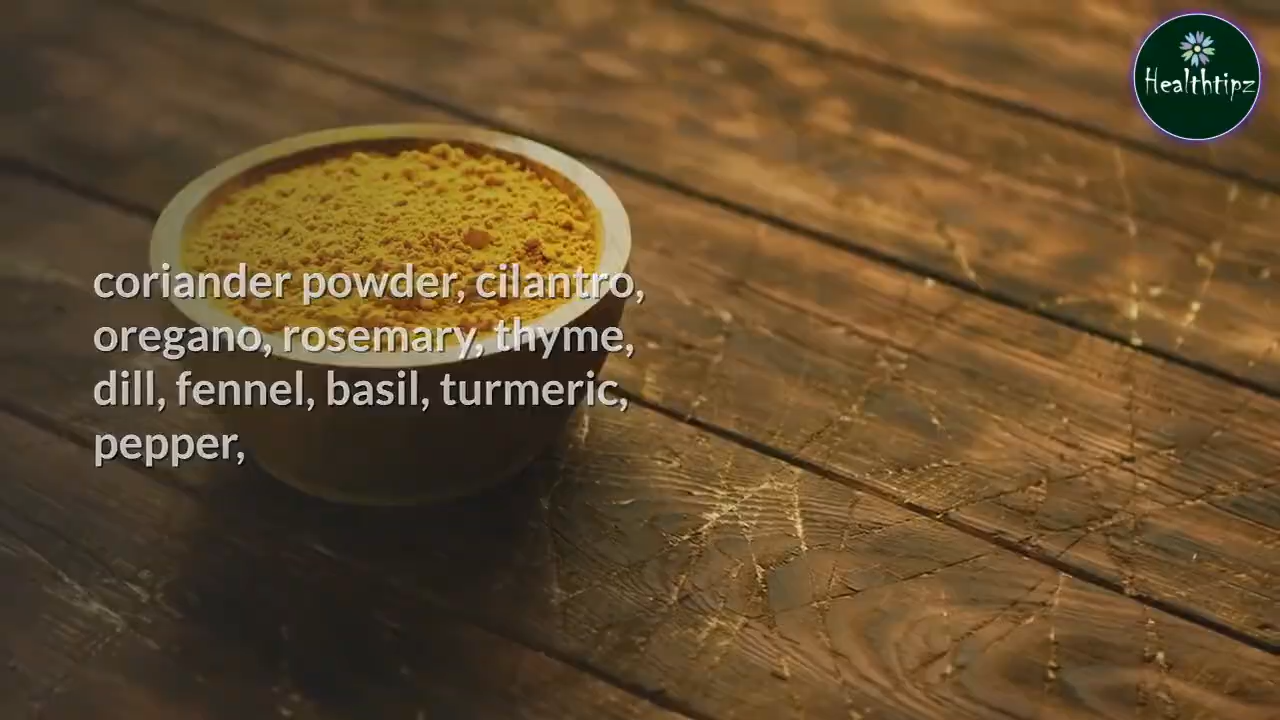 Healthtipz
coriander powder, cilantro,
oregano, rosemary, thyme,
dill, fennel, basil, turmeric,
pepper,